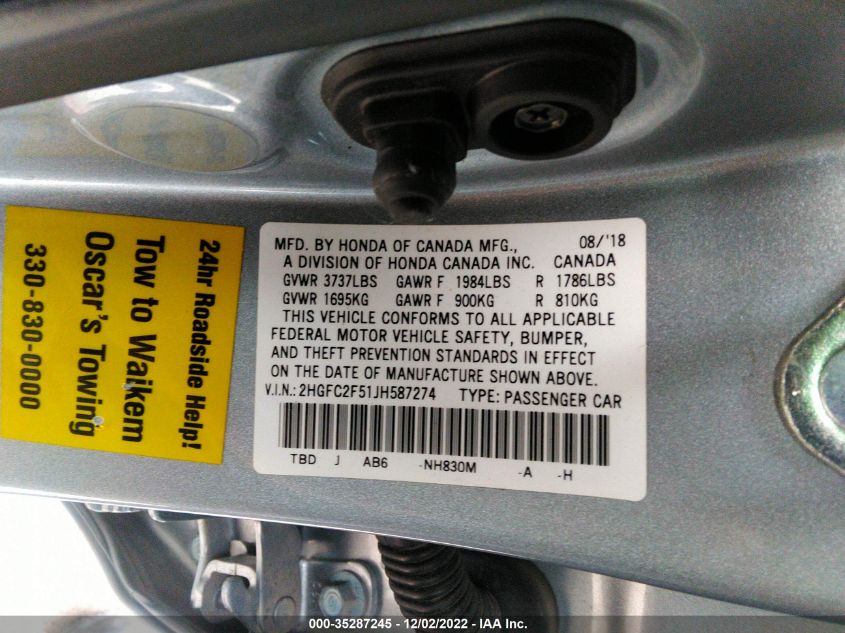 24hr Roadside Help!
Tow to Waikem
Oscar's Towing
330-830-0000
MFD. BY HONDA OF CANADA MFG., 08/'18
A DIVISION OF HONDA CANADA INC. CANADA
GVWR 3737LBS GAWR F 1984LBS R 1786LBS
GVWR 1695KG GAWR F 900KG R 810KG
THIS VEHICLE CONFORMS TO ALL APPLICABLE
FEDERAL MOTOR VEHICLE SAFETY, BUMPER,
AND THEFT PREVENTION STANDARDS IN EFFECT
ON THE DATE OF MANUFACTURE SHOWN ABOVE.
V.I.N.: 2HGFC2F51JH587274 TYPE: PASSENGER CAR
TBD J AB6 -NH830M -A -H
000-35287245 - 12/02/2022 - IAA Inc.